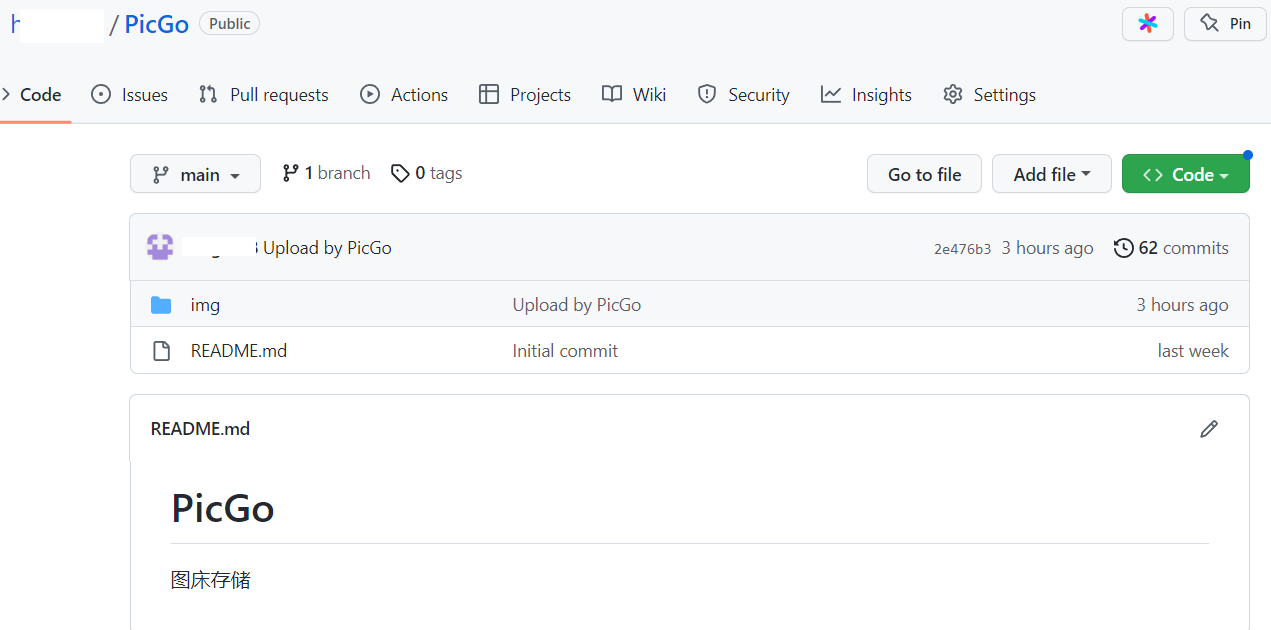 / PicGo Public Pin
Code Issues Pull requests Actions Projects Wiki Security Insights Settings
main 1 branch 0 tags Go to file Add file Code
Upload by PicGo 2e476b3 3 hours ago 62 commits
img Upload by PicGo 3 hours ago
README.md Initial commit last week
README.md
PicGo
图床存储